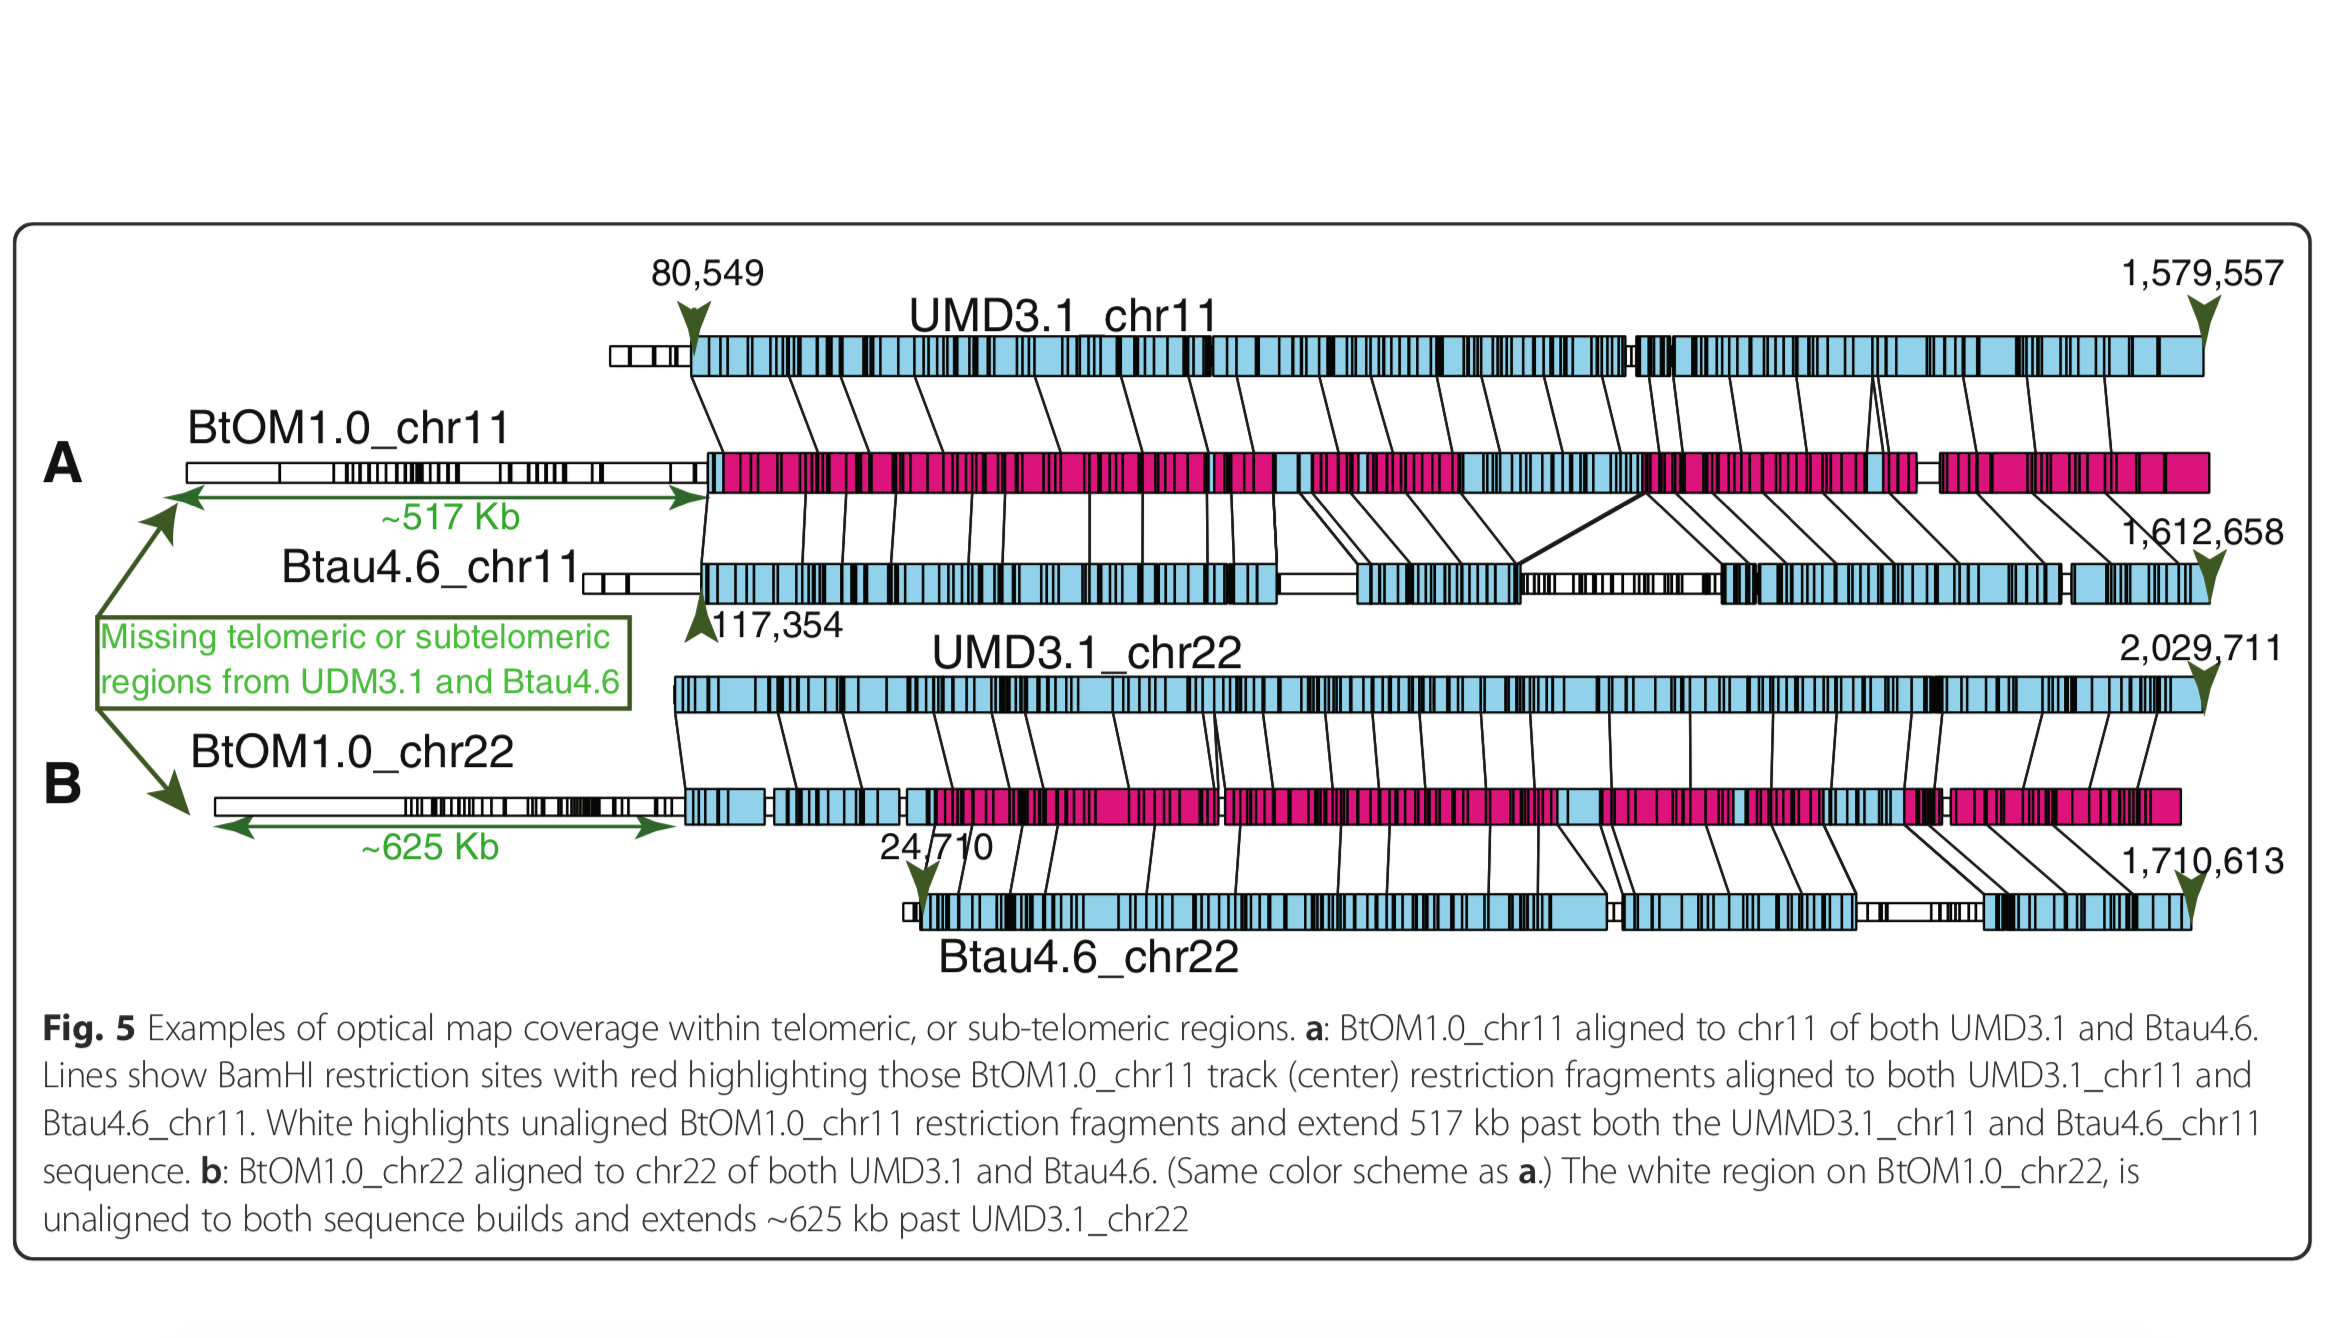 80,549
1,579,557
UMD3.1_chr11
BtOM1.0_chr11
A
~517 Kb
1,612,658
Btau4.6_chr11
117,354
Missing telomeric or subtelomeric
regions from UDM3.1 and Btau4.6
UMD3.1_chr22
2,029,711
BtOM1.0_chr22
B
~625 Kb
24,710
1,710,613
Btau4.6_chr22
Fig. 5 Examples of optical map coverage within telomeric, or sub-telomeric regions. a: BtOM1.0_chr11 aligned to chr11 of both UMD3.1 and Btau4.6.
Lines show BamHI restriction sites with red highlighting those BtOM1.0_chr11 track (center) restriction fragments aligned to both UMD3.1_chr11 and
Btau4.6_chr11. White highlights unaligned BtOM1.0_chr11 restriction fragments and extend 517 kb past both the UMMD3.1_chr11 and Btau4.6_chr11
sequence. b: BtOM1.0_chr22 aligned to chr22 of both UMD3.1 and Btau4.6. (Same color scheme as a.) The white region on BtOM1.0_chr22, is
unaligned to both sequence builds and extends ~625 kb past UMD3.1_chr22